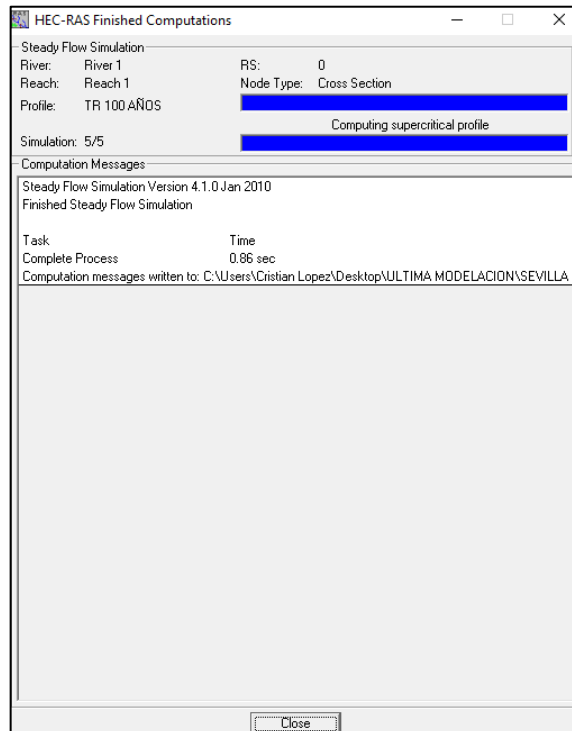 HEC-RAS Finished Computations
Steady Flow Simulation
River: River 1 RS: 0
Reach: Reach 1 Node Type: Cross Section
Profile: TR 100 AÑOS
Computing supercritical profile
Simulation: 5/5
Computation Messages
Steady Flow Simulation Version 4.1.0 Jan 2010
Finished Steady Flow Simulation
Task Time
Complete Process 0.86 sec
Computation messages written to: C:\Users\Cristian Lopez\Desktop\ULTIMA MODELACION\SEVILLA
Close